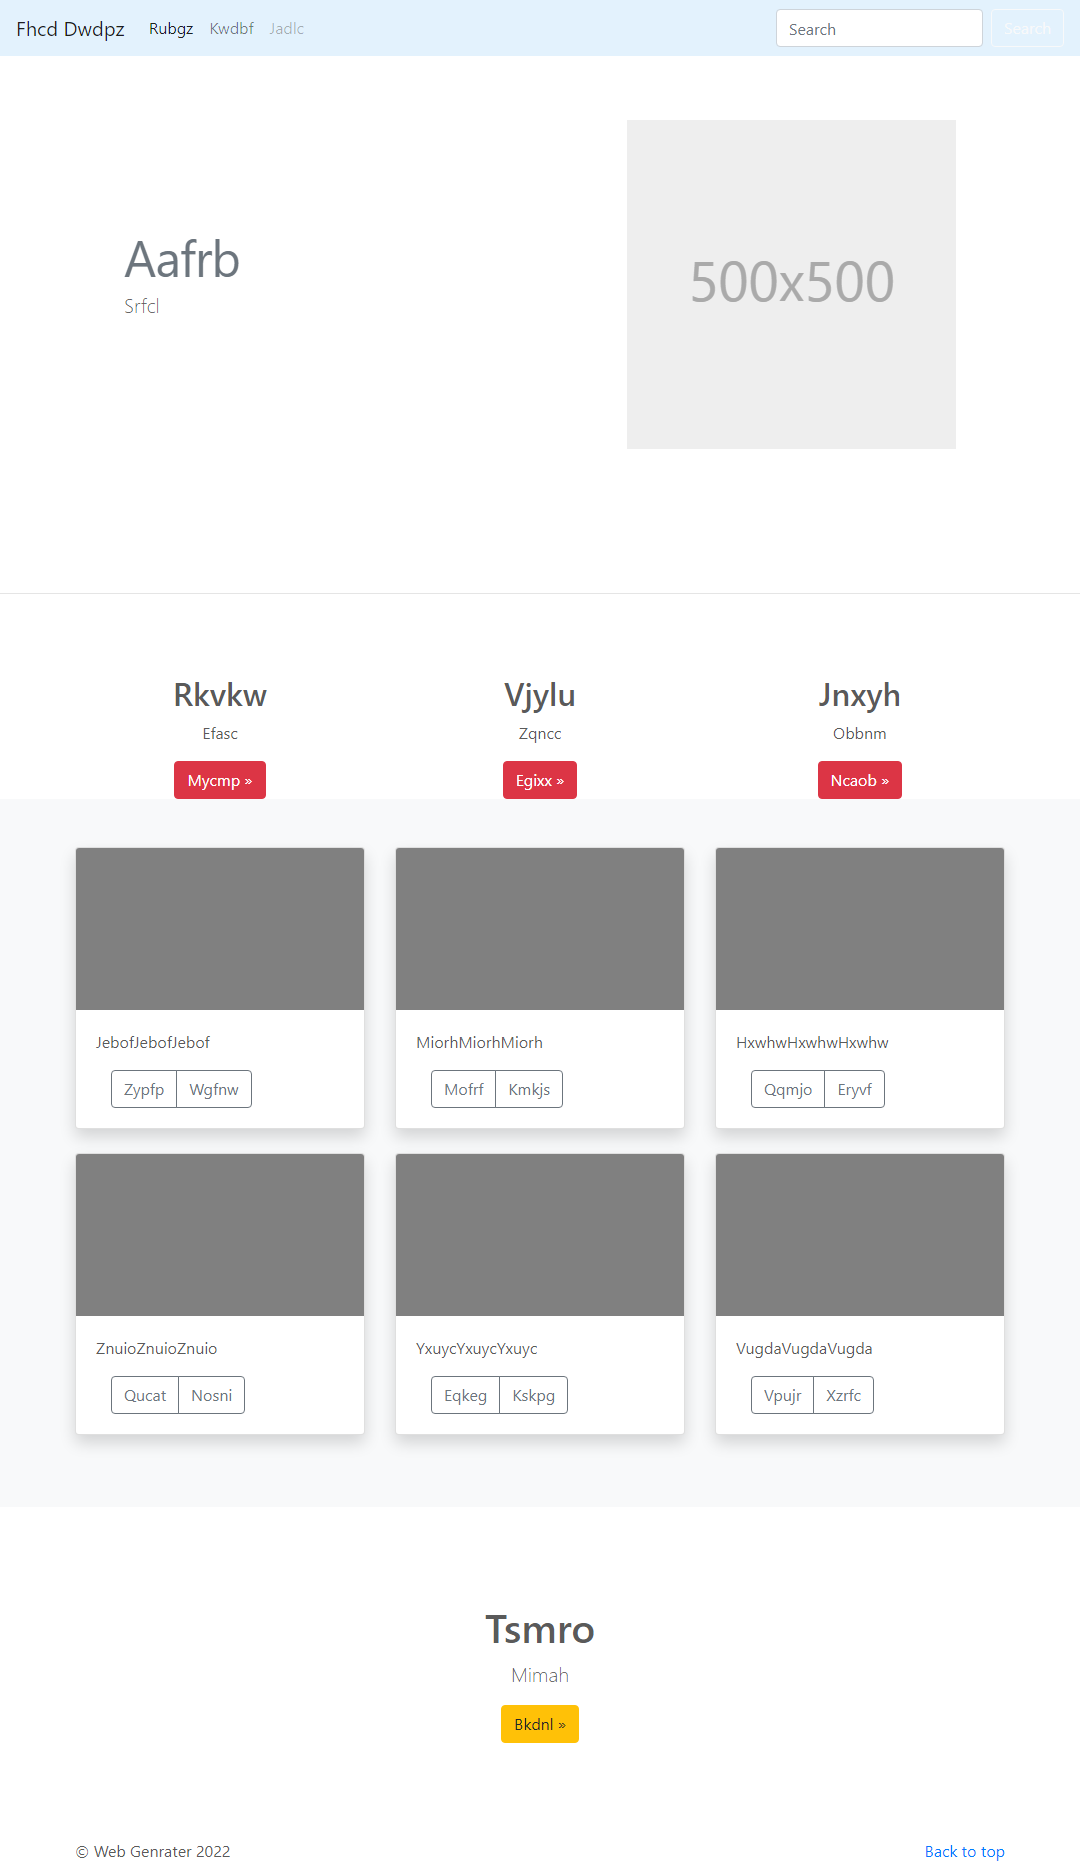 Fhcd Dwdpz Rubgz Kwdbf Jadlc Search Search
Aafrb
Srfcl
500x500
Rkvkw Vjylu Jnxyh
Efasc Zqncc Obbnm
Mycmp » Egixx » Ncaob »
JebofJebofJebof MiorhMiorhMiorh HxwhwHxwhwHxwhw
Zypfp Wgfnw Mofrf Kmkjs Qqmjo Eryvf
ZnuioZnuioZnuio YxuycYxuycYxuyc VugdaVugdaVugda
Qucat Nosni Eqkeg Kskpg Vpujr Xzrfc
Tsmro
Mimah
Bkdnl »
© Web Genrater 2022 Back to top